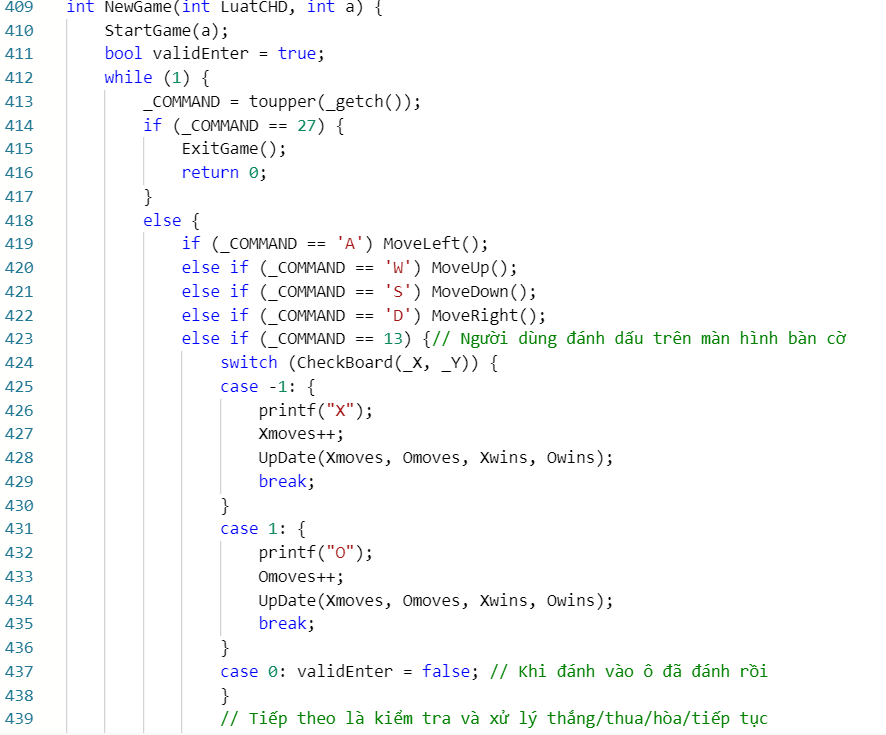 409 int NewGame(int LuatCHD, int a) {
410 StartGame(a);
411 bool validEnter = true;
412 while (1) {
413 _COMMAND = toupper(_getch());
414 if (_COMMAND == 27) {
415 ExitGame();
416 return 0;
417 }
418 else {
419 if (_COMMAND == 'A') MoveLeft();
420 else if (_COMMAND == 'W') MoveUp();
421 else if (_COMMAND == 'S') MoveDown();
422 else if (_COMMAND == 'D') MoveRight();
423 else if (_COMMAND == 13) {// Người dùng đánh dấu trên màn hình bàn cờ
424 switch (CheckBoard(_X, _Y)) {
425 case -1: {
426 printf("X");
427 Xmoves++;
428 UpDate(Xmoves, Omoves, Xwins, Owins);
429 break;
430 }
431 case 1: {
432 printf("O");
433 Omoves++;
434 UpDate(Xmoves, Omoves, Xwins, Owins);
435 break;
436 }
437 case 0: validEnter = false; // Khi đánh vào ô đã đánh rồi
438 }
439 // Tiếp theo là kiểm tra và xử lý thắng/thua/hòa/tiếp tục